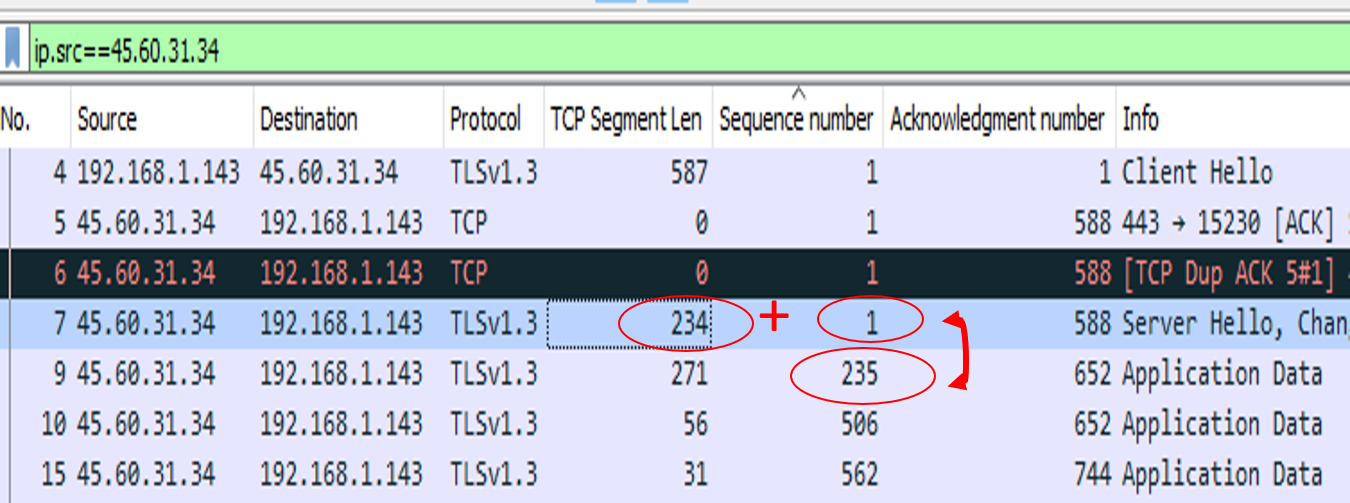 ip.src==45.60.31.34
No. Source Destination Protocol TCP Segment Len Sequence number Acknowledgment number Info
4 192.168.1.143 45.60.31.34 TLSv1.3 587 1 1 Client Hello
5 45.60.31.34 192.168.1.143 TCP 0 1 588 443 → 15230 [ACK]
6 45.60.31.34 192.168.1.143 TCP 0 1 588 [TCP Dup ACK 5#1]
7 45.60.31.34 192.168.1.143 TLSv1.3 234 + 1 588 Server Hello, Chan
9 45.60.31.34 192.168.1.143 TLSv1.3 271 235 652 Application Data
10 45.60.31.34 192.168.1.143 TLSv1.3 56 506 652 Application Data
15 45.60.31.34 192.168.1.143 TLSv1.3 31 562 744 Application Data